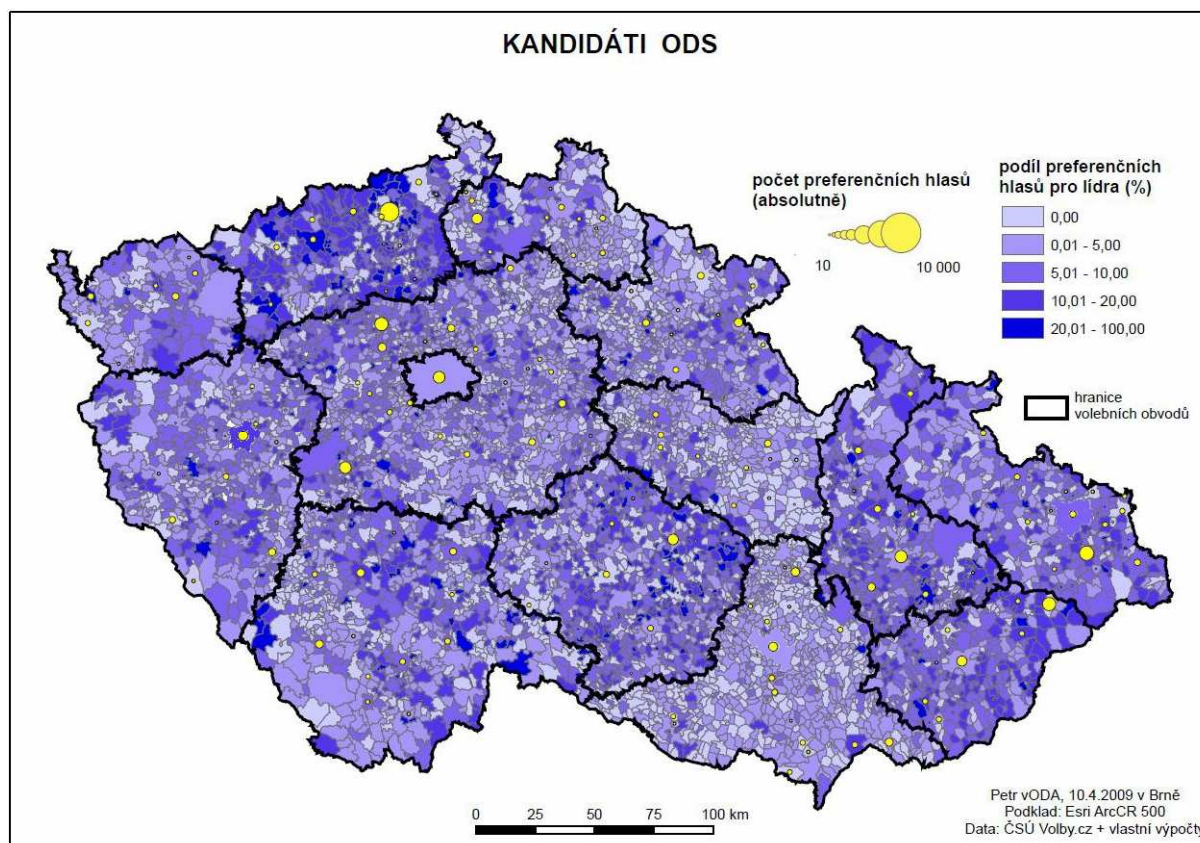 KANDIDÁTI ODS
počet preferenčních hlasů
(absolutně)
10
10 000
podíl preferenčních
hlasů pro lídra (%)
0,00
0,01 - 5,00
5,01 - 10,00
10,01 - 20,00
20,01 - 100,00
hranice
volebních obvodů
0 25 50 75 100 km
Petr vODA, 10.4.2009 v Brně
Podklad: Esri ArcCR 500
Data: ČSÚ Volby.cz + vlastní výpočty